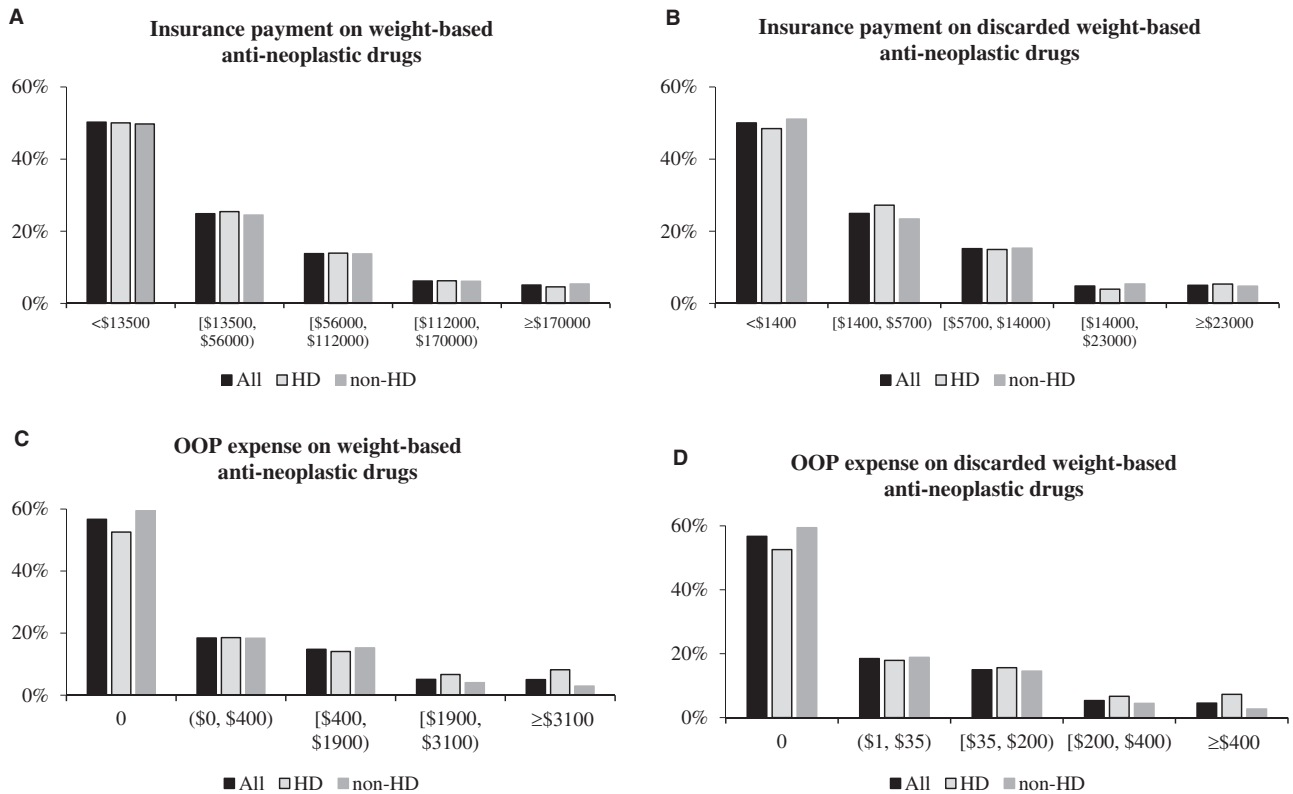 A
Insurance payment on weight-based
anti-neoplastic drugs
60%
40%
20%
0%
<$13500
[$13500,
$56000)
[$56000,
$112000)
[$112000,
$170000)
≥$170000
All HD non-HD
B
Insurance payment on discarded weight-based
anti-neoplastic drugs
60%
40%
20%
0%
<$1400
[$1400, $5700)
[$5700, $14000)
[$14000,
$23000)
≥$23000
All HD non-HD
C
OOP expense on weight-based
anti-neoplastic drugs
60%
40%
20%
0%
0
($0, $400)
[$400,
$1900)
[$1900,
$3100)
≥$3100
All HD non-HD
D
OOP expense on discarded weight-based
anti-neoplastic drugs
60%
40%
20%
0%
0
($1, $35)
[$35, $200)
[$200, $400)
≥$400
All HD non-HD